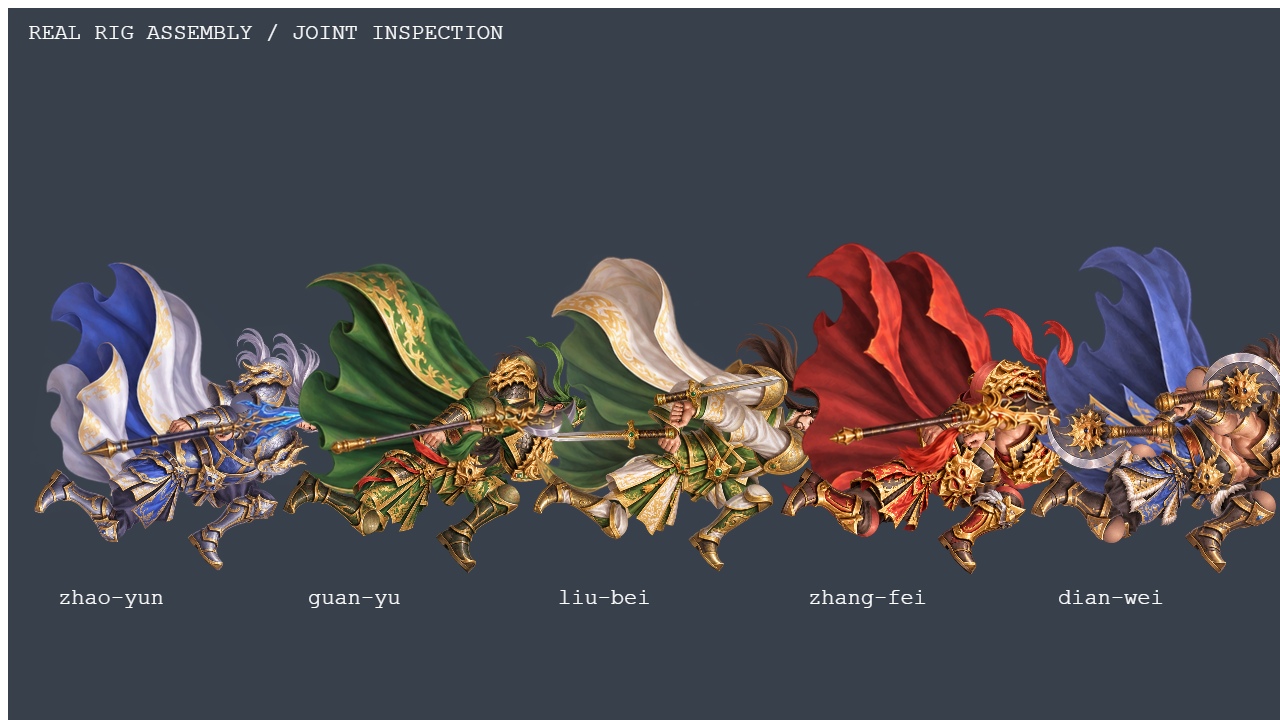 REAL RIG ASSEMBLY / JOINT INSPECTION
zhao-yun
guan-yu
liu-bei
zhang-fei
dian-wei